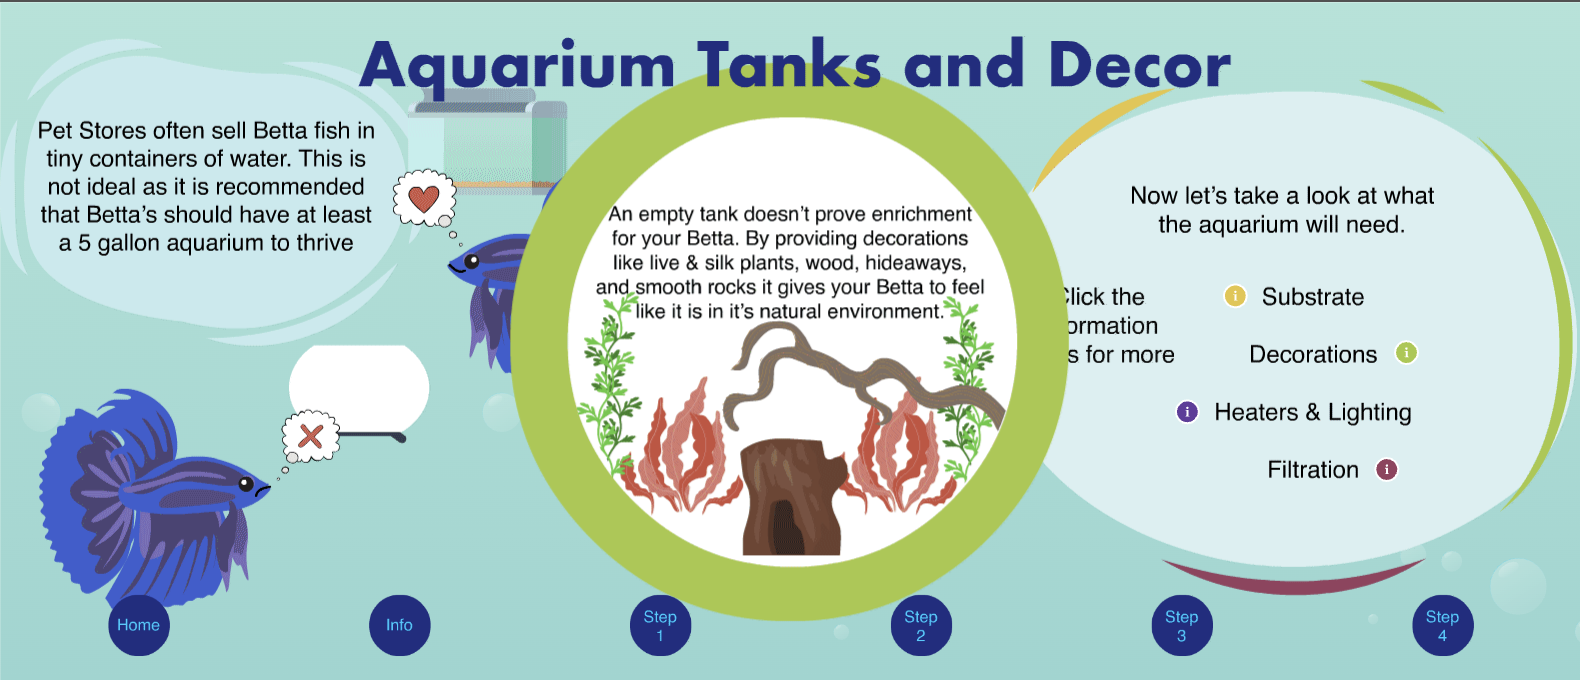 Aquarium Tanks and Decor
Pet Stores often sell Betta fish in
tiny containers of water. This is
not ideal as it is recommended
that Betta's should have at least
a 5 gallon aquarium to thrive
An empty tank doesn't prove enrichment
for your Betta. By providing decorations
like live & silk plants, wood, hideaways,
and smooth rocks it gives your Betta to feel
like it is in it's natural environment.
Now let's take a look at what
the aquarium will need.
Click the
ormation
s for more
i Substrate
Decorations i
i Heaters & Lighting
Filtration i
Home
Info
Step
1
Step
2
Step
3
Step
4